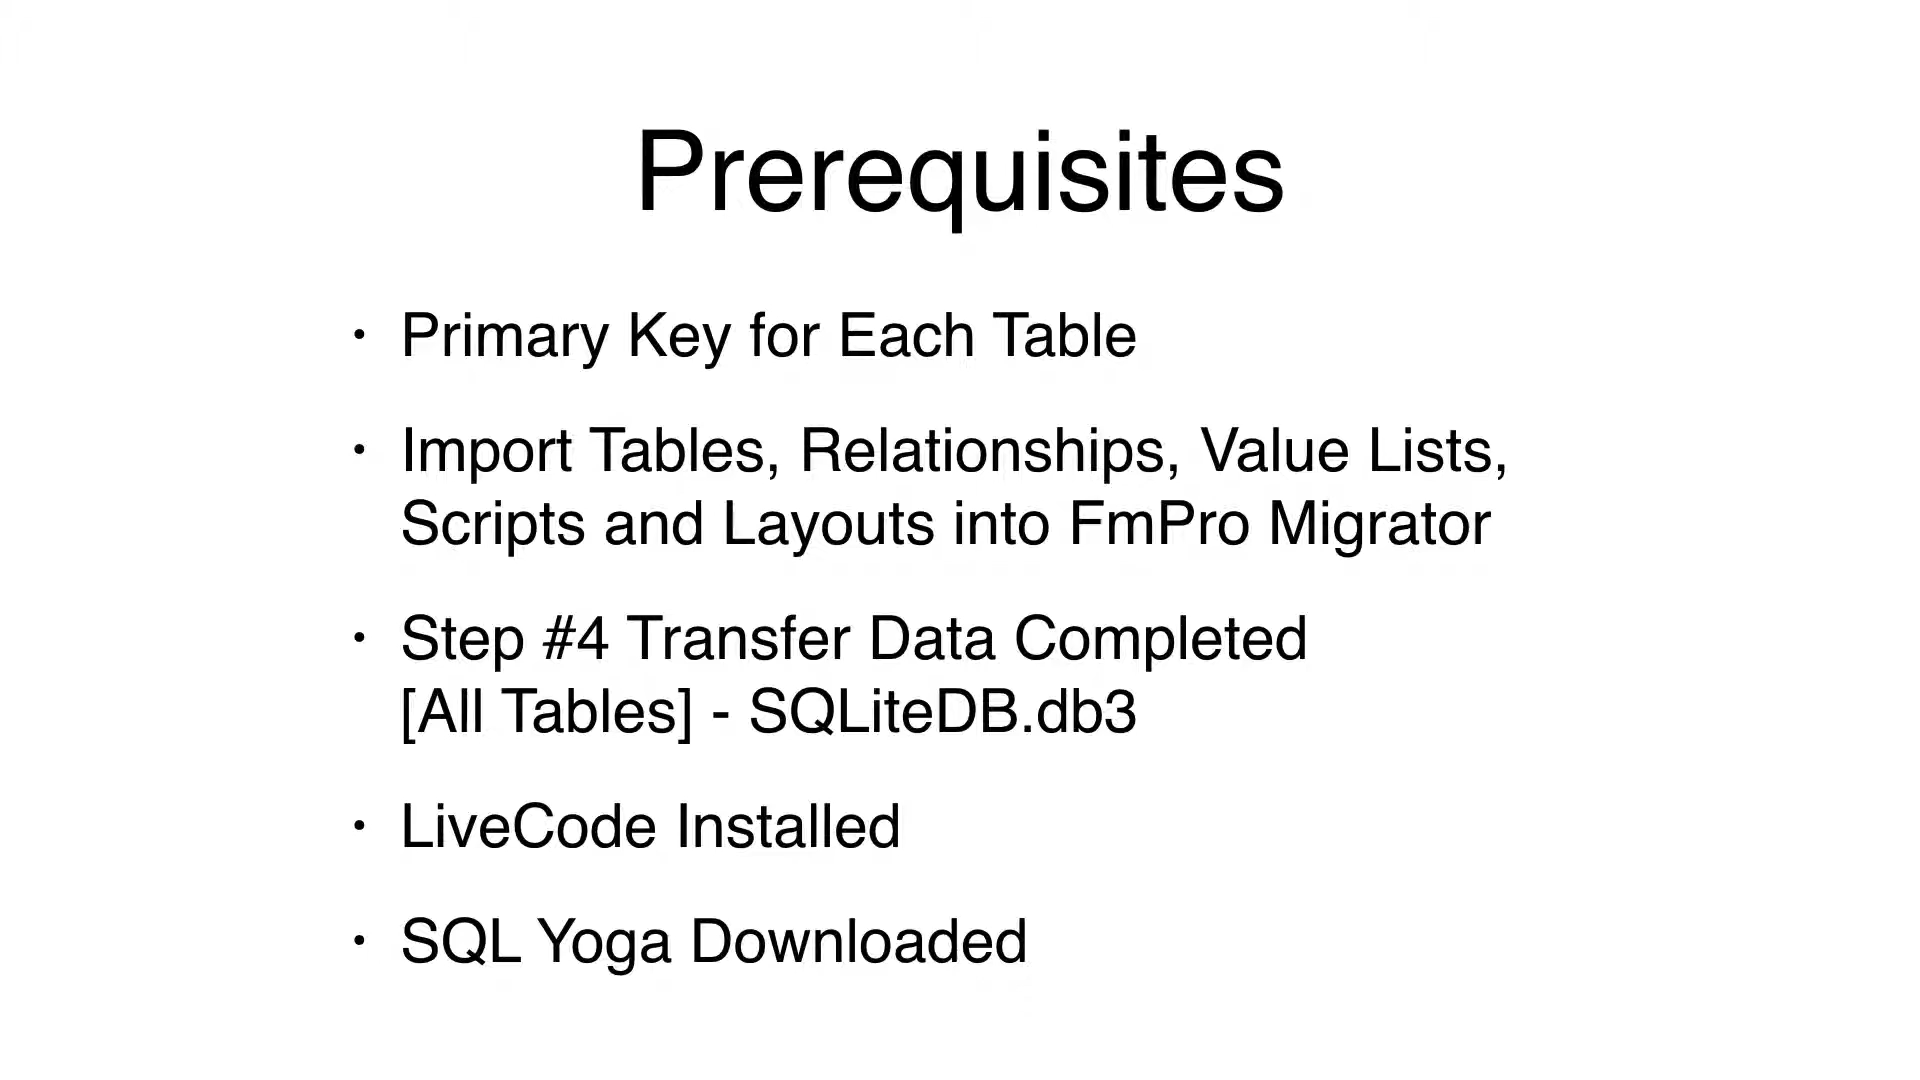 Prerequisites
• Primary Key for Each Table
• Import Tables, Relationships, Value Lists,
Scripts and Layouts into FmPro Migrator
• Step #4 Transfer Data Completed
[All Tables] - SQLiteDB.db3
• LiveCode Installed
• SQL Yoga Downloaded